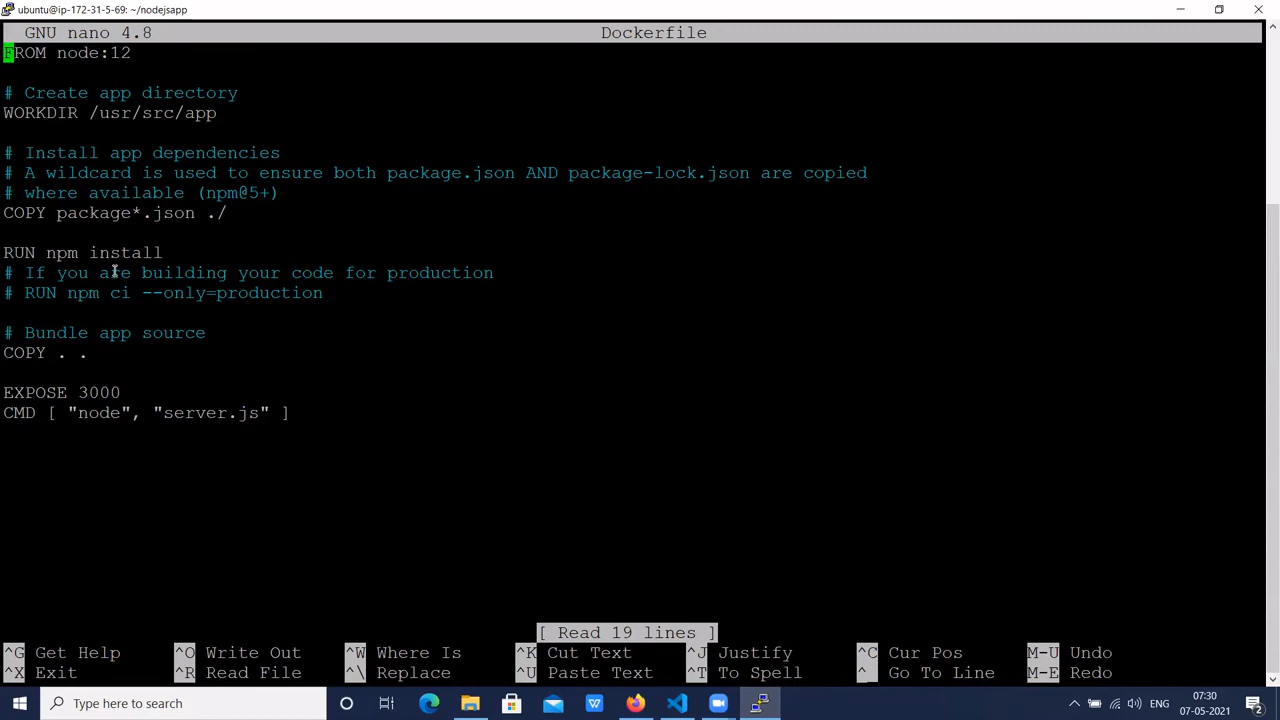 ubuntu@ip-172-31-5-69: ~/nodejsapp
GNU nano 4.8 Dockerfile
FROM node:12
# Create app directory
WORKDIR /usr/src/app
# Install app dependencies
# A wildcard is used to ensure both package.json AND package-lock.json are copied
# where available (npm@5+)
COPY package*.json ./
RUN npm install
# If you are building your code for production
# RUN npm ci --only=production
# Bundle app source
COPY . .
EXPOSE 3000
CMD [ "node", "server.js" ]
[ Read 19 lines ]
^G Get Help ^O Write Out ^W Where Is ^K Cut Text ^J Justify ^C Cur Pos M-U Undo
^X Exit ^R Read File ^\ Replace ^U Paste Text ^T To Spell ^_ Go To Line M-E Redo
Type here to search
ENG
07:30
07-05-2021
2